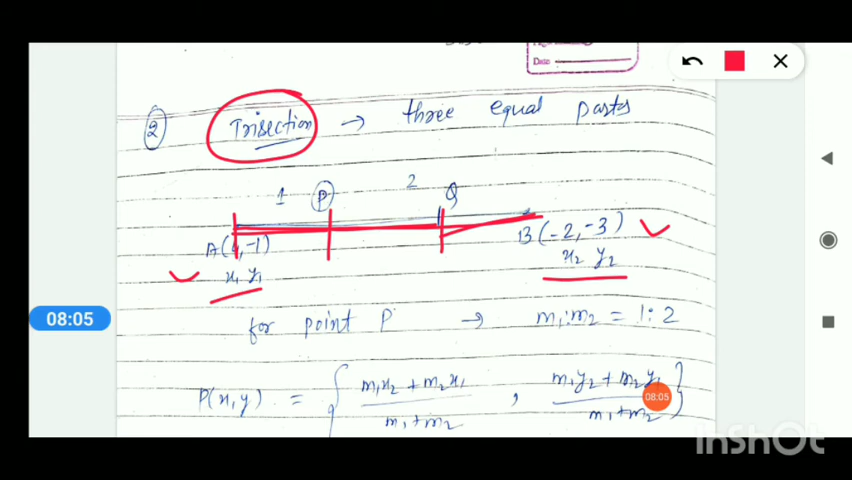 Date
② Trisection → three equal parts
1 P 2 Q
A(4,-1) B(-2,-3)
x₁ y₁ x₂ y₂
08:05
for point P → m₁:m₂ = 1:2
P(x,y) = { m₁x₂+m₂x₁ / m₁+m₂ , m₁y₂+m₂y₁ / m₁+m₂ }
08:05
InShOt